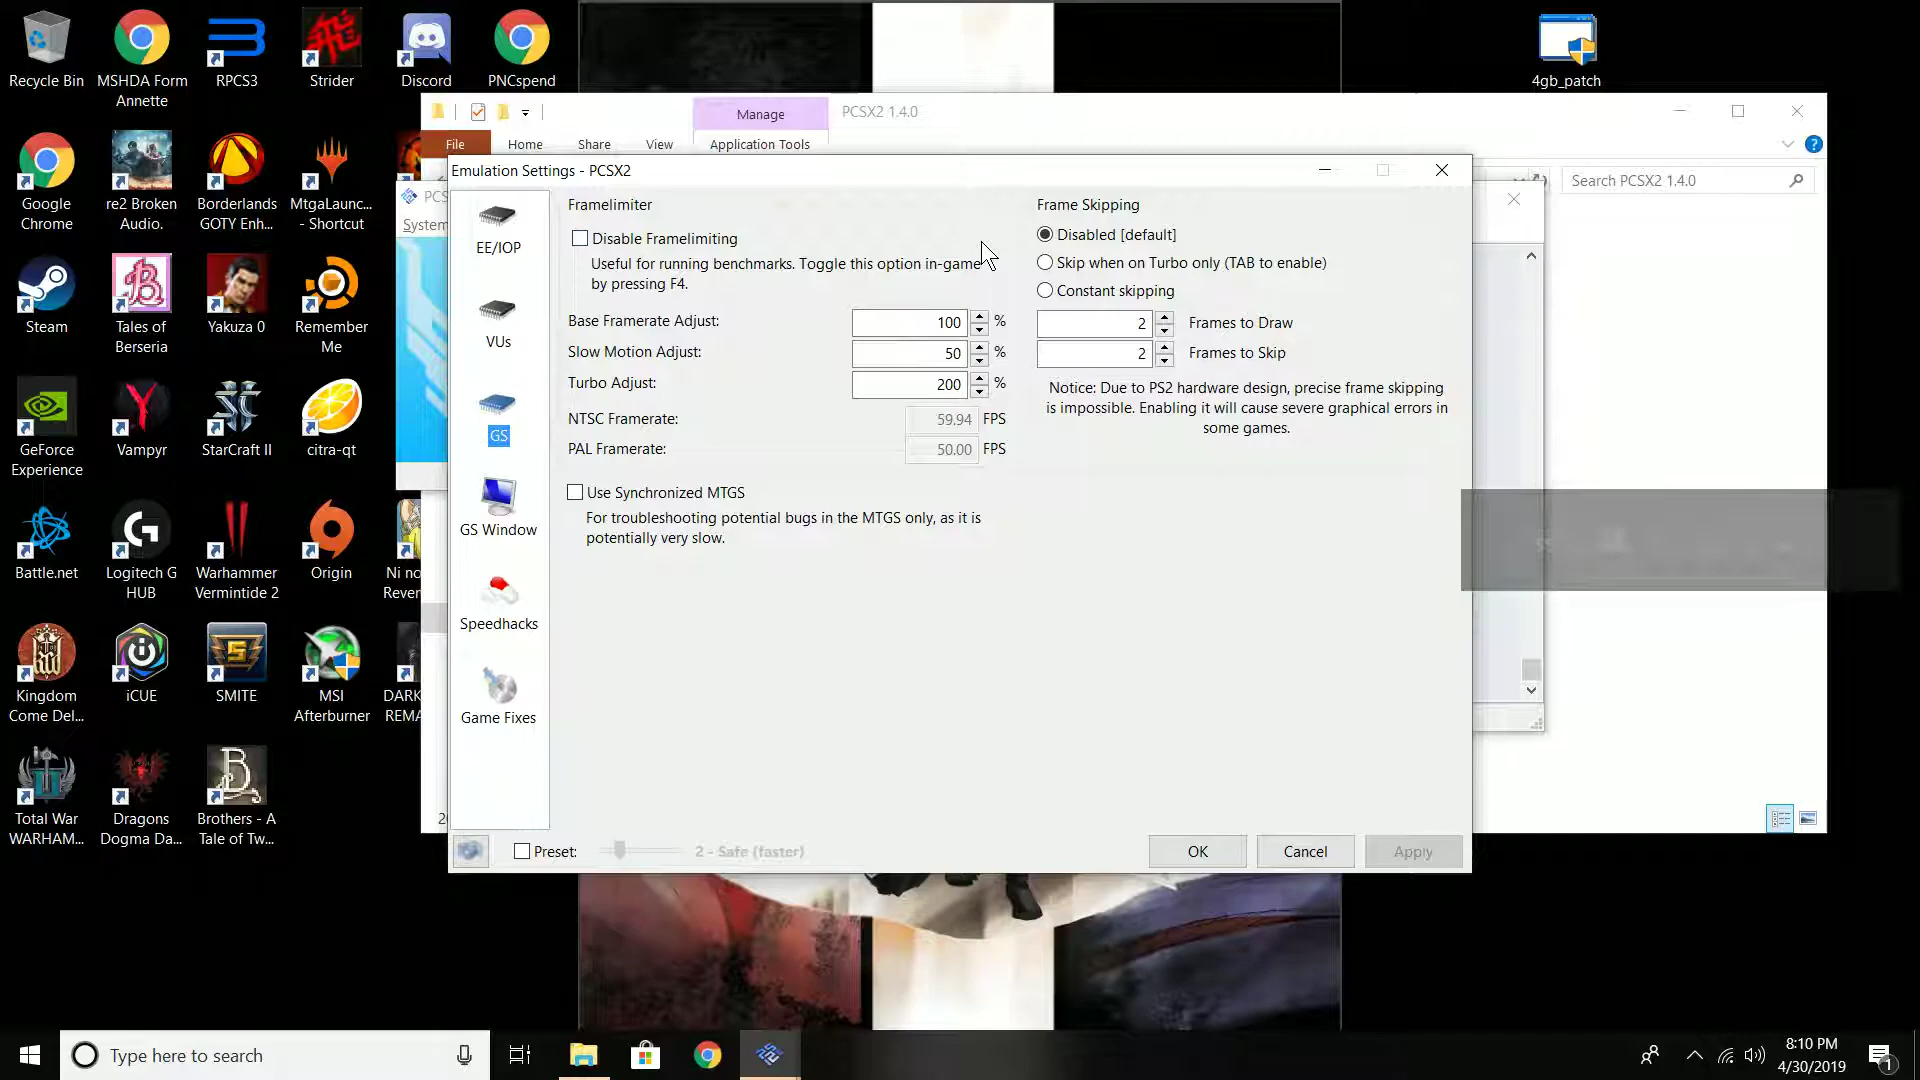 Recycle Bin
MSHDA Form
Annette
RPCS3
Strider
Discord
PNCspend
4gb_patch
Manage
PCSX2 1.4.0
File
Home
Share
View
Application Tools
Search PCSX2 1.4.0
Google
Chrome
re2 Broken
Audio.
Borderlands
GOTY Enh...
MtgaLaunc...
- Shortcut
PCS
System
Steam
Tales of
Berseria
Yakuza 0
Remember
Me
GeForce
Experience
Vampyr
StarCraft II
citra-qt
Battle.net
Logitech G
HUB
Warhammer
Vermintide 2
Origin
Ni no
Reven
Kingdom
Come Del...
iCUE
SMITE
MSI
Afterburner
DARK
REMA
Total War
WARHAM...
Dragons
Dogma Da...
Brothers - A
Tale of Tw...
Emulation Settings - PCSX2
EE/IOP
VUs
GS
GS Window
Speedhacks
Game Fixes
Framelimiter
Disable Framelimiting
Useful for running benchmarks. Toggle this option in-game
by pressing F4.
Base Framerate Adjust: 100 %
Slow Motion Adjust: 50 %
Turbo Adjust: 200 %
NTSC Framerate: 59.94 FPS
PAL Framerate: 50.00 FPS
Use Synchronized MTGS
For troubleshooting potential bugs in the MTGS only, as it is
potentially very slow.
Frame Skipping
Disabled [default]
Skip when on Turbo only (TAB to enable)
Constant skipping
2 Frames to Draw
2 Frames to Skip
Notice: Due to PS2 hardware design, precise frame skipping
is impossible. Enabling it will cause severe graphical errors in
some games.
Preset:
2 - Safe (faster)
OK
Cancel
Apply
Type here to search
8:10 PM
4/30/2019
1